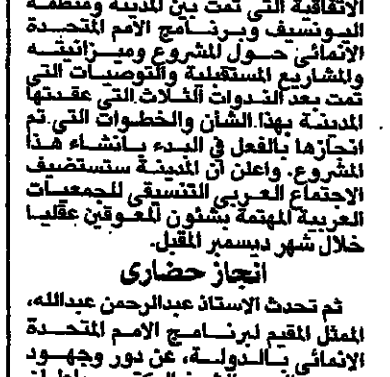 الاتفاقية التي تمت بين المدينة ومنظمة
اليونسيف وبرنامج الامم المتحدة
الانمائي حول المشروع وميزانيته
والمشاريع المستقبلية والتوصيات التي
تمت بعد الندوات الثلاث التي عقدتها
المدينة بهذا الشأن والخطوات التي تم
انجازها بالفعل في البدء بانشاء هذا
المشروع. واعلن ان المدينة ستستضيف
الاجتماع العربي التنسيقي للجمعيات
العربية المهتمة بشئون المعوقين عقليا
خلال شهر ديسمبر المقبل.
انجاز حضارى
ثم تحدث الاستاذ عبدالرحمن عبدالله،
الممثل المقيم لبرنامج الامم المتحدة
الانمائي بالدولة، عن دور وجهود